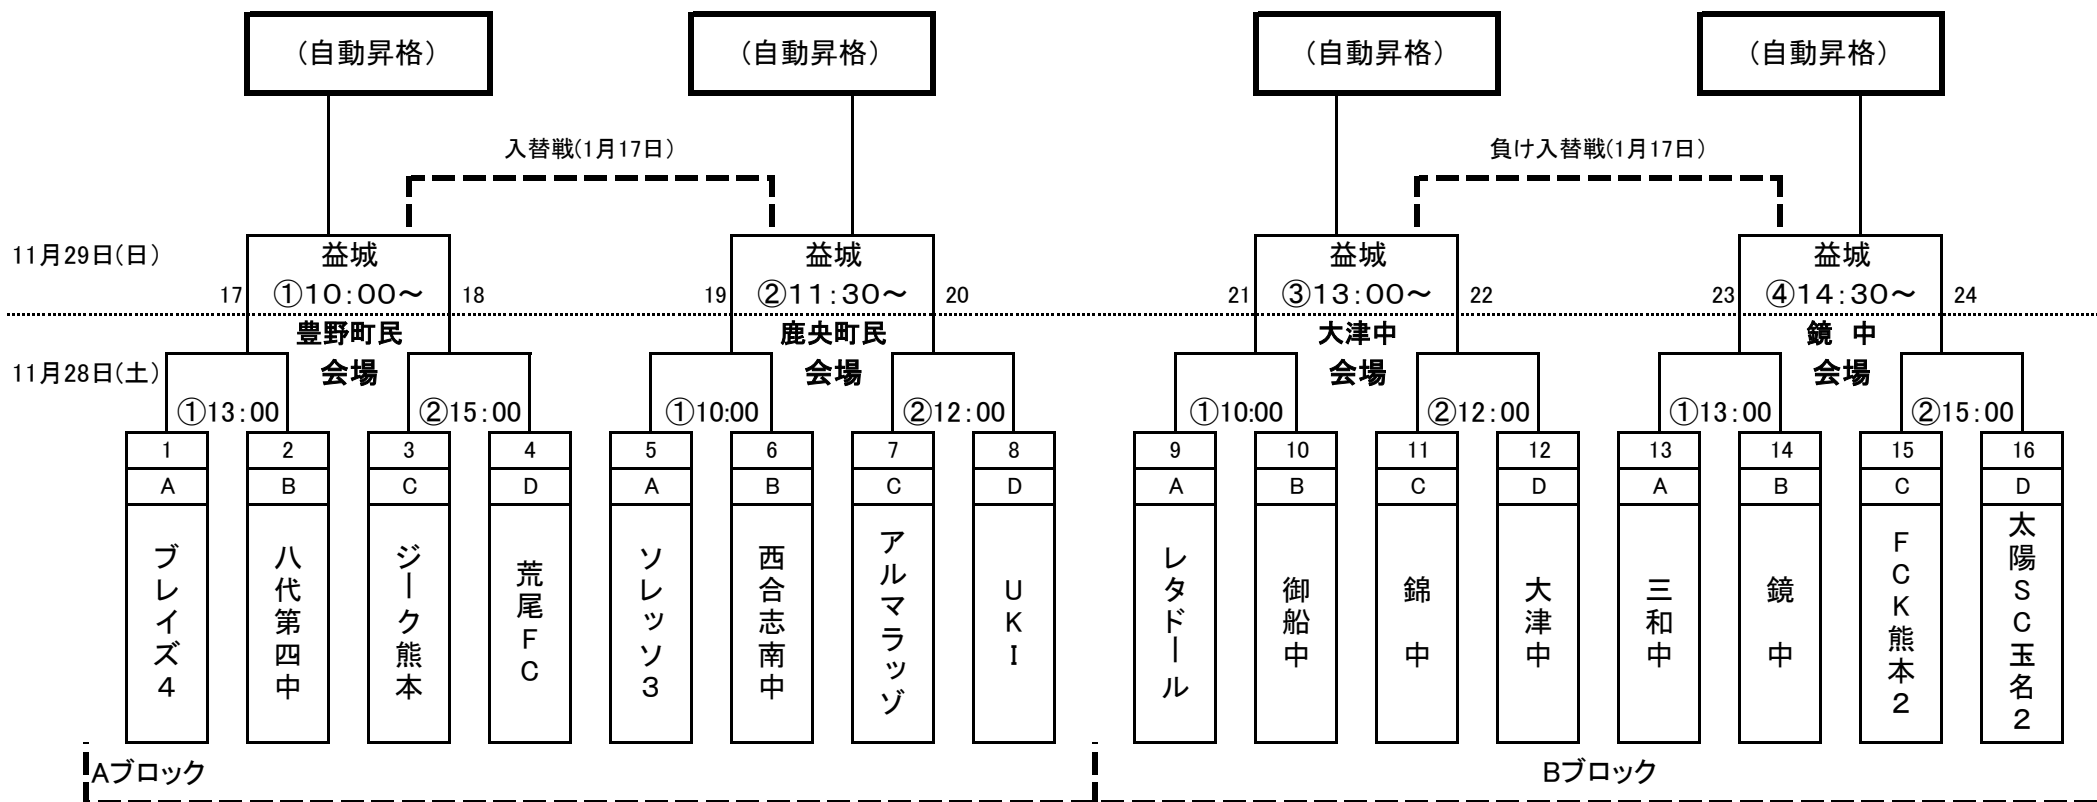 (自動昇格)
(自動昇格)
(自動昇格)
(自動昇格)
入替戦(1月17日)
負け入替戦(1月17日)
11月29日(日)
益城
益城
益城
益城
17 ①10:00～ 18
19 ②11:30～ 20
21 ③13:00～ 22
23 ④14:30～ 24
豊野町民
会場
鹿央町民
会場
大津中
会場
鏡 中
会場
11月28日(土)
①13:00
②15:00
①10:00
②12:00
①10:00
②12:00
①13:00
②15:00
1
A
ブレイズ4
2
B
八代第四中
3
C
ジーク熊本
4
D
荒尾FC
5
A
ソレッソ3
6
B
西合志南中
7
C
アルマラッゾ
8
D
UKI
9
A
レタドール
10
B
御船中
11
C
錦 中
12
D
大津中
13
A
三和中
14
B
鏡 中
15
C
FCK熊本2
16
D
太陽SC玉名2
Aブロック
Bブロック